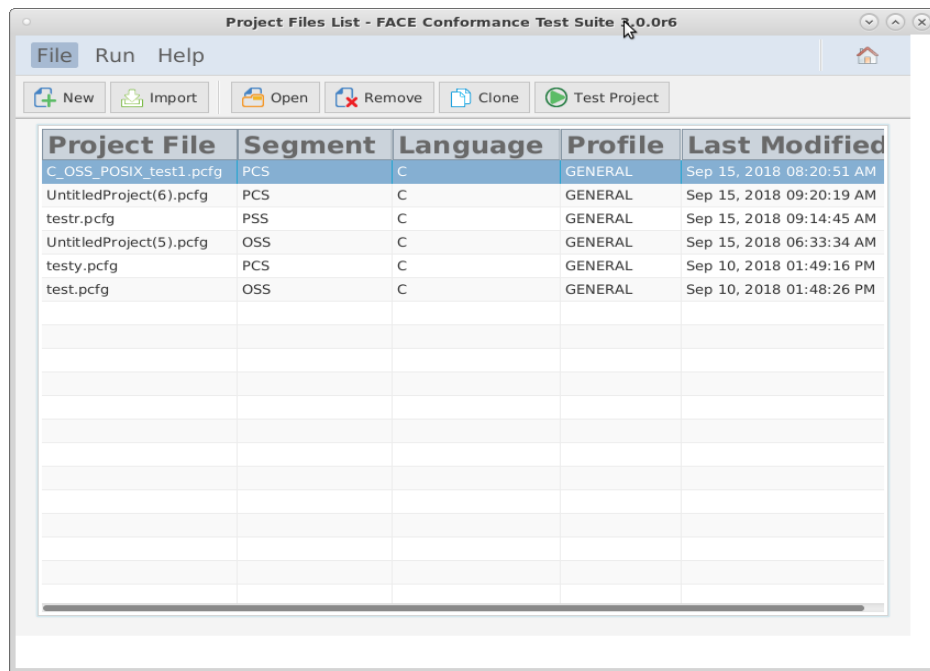 Project Files List - FACE Conformance Test Suite 3.0.0r6
File Run Help
New Import Open Remove Clone Test Project
Project File Segment Language Profile Last Modified
C_OSS_POSIX_test1.pcfg PCS C GENERAL Sep 15, 2018 08:20:51 AM
UntitledProject(6).pcfg PCS C GENERAL Sep 15, 2018 09:20:19 AM
testr.pcfg PSS C GENERAL Sep 15, 2018 09:14:45 AM
UntitledProject(5).pcfg OSS C GENERAL Sep 15, 2018 06:33:34 AM
testy.pcfg PCS C GENERAL Sep 10, 2018 01:49:16 PM
test.pcfg OSS C GENERAL Sep 10, 2018 01:48:26 PM